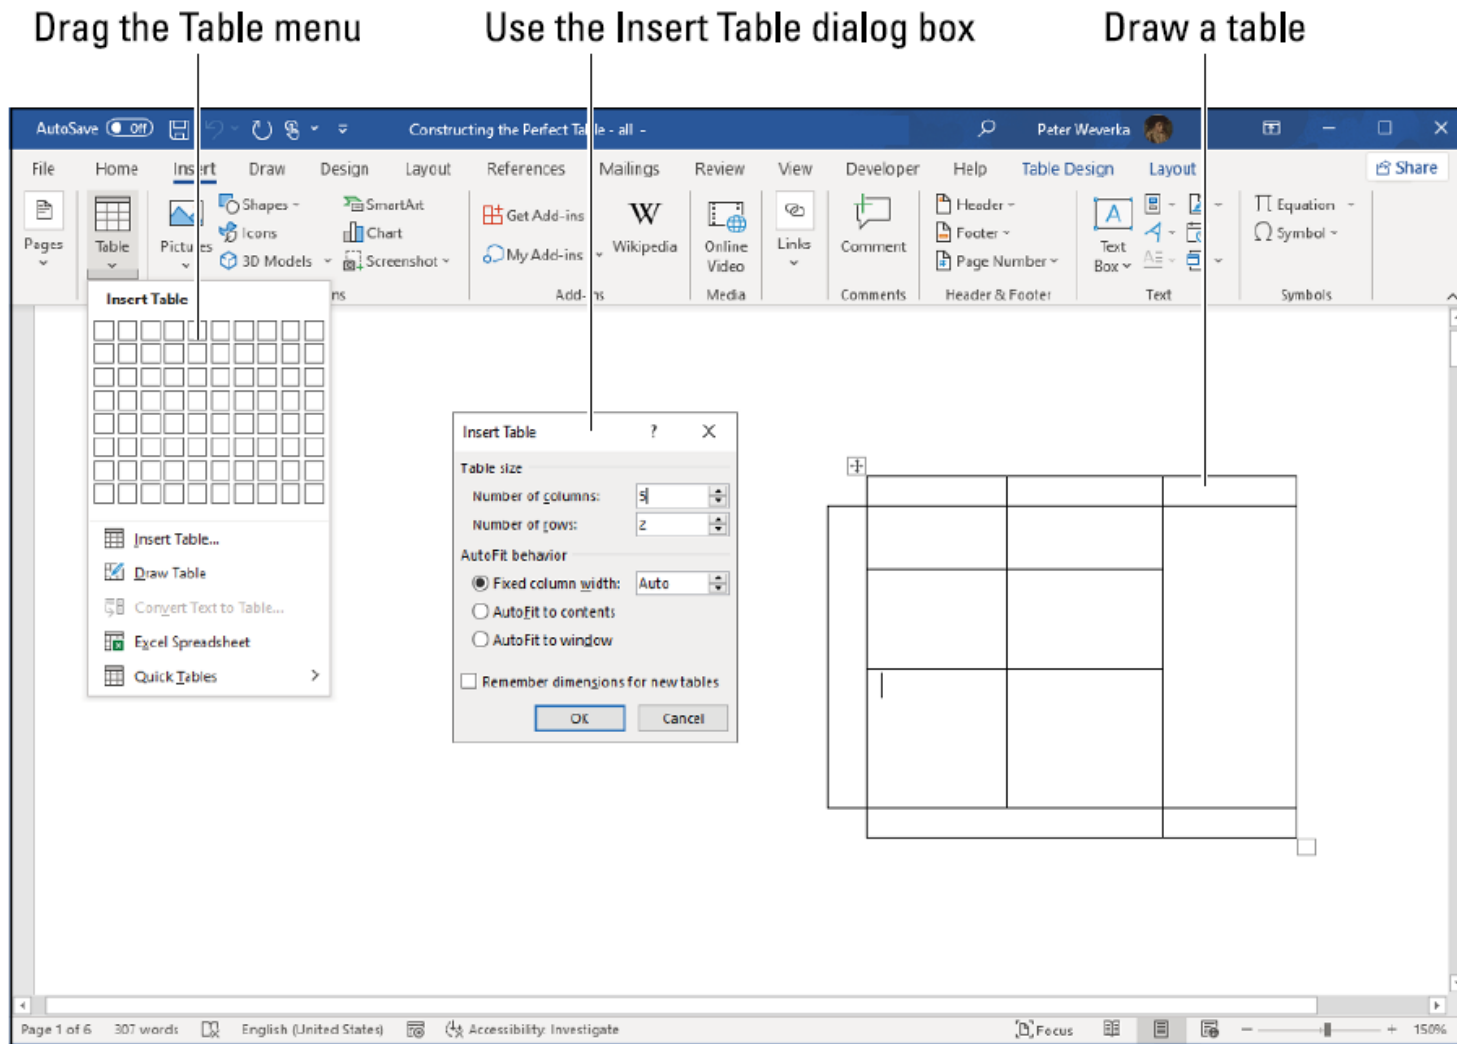 Drag the Table menu Use the Insert Table dialog box Draw a table
AutoSave Off Constructing the Perfect Table - all - Peter Weverka
File Home Insert Draw Design Layout References Mailings Review View Developer Help Table Design Layout Share
Pages
Table
Pictures
Shapes
Icons
3D Models
SmartArt
Chart
Screenshot
Get Add-ins
My Add-ins
W
Wikipedia
Online
Video
Links
Comment
Header
Footer
Page Number
A
Text
Box
Equation
Symbol
Add-ins Media Comments Header & Footer Text Symbols
Insert Table
Insert Table...
Draw Table
Convert Text to Table...
Excel Spreadsheet
Quick Tables
Insert Table ? X
Table size
Number of columns: 5
Number of rows: 2
AutoFit behavior
Fixed column width: Auto
AutoFit to contents
AutoFit to window
Remember dimensions for new tables
OK Cancel
Page 1 of 6 307 words English (United States) Accessibility: Investigate Focus 150%